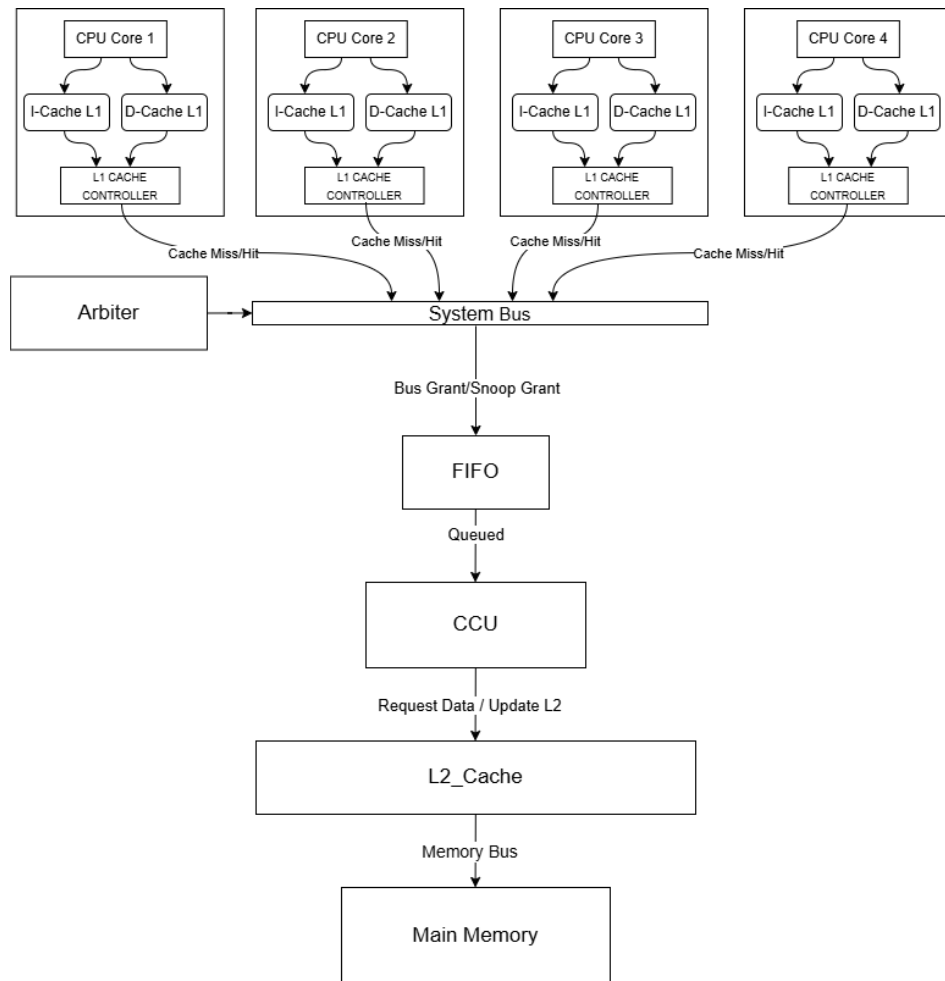 CPU Core 1
I-Cache L1
D-Cache L1
L1 CACHE
CONTROLLER
CPU Core 2
I-Cache L1
D-Cache L1
L1 CACHE
CONTROLLER
CPU Core 3
I-Cache L1
D-Cache L1
L1 CACHE
CONTROLLER
CPU Core 4
I-Cache L1
D-Cache L1
L1 CACHE
CONTROLLER
Cache Miss/Hit
Cache Miss/Hit
Cache Miss/Hit
Cache Miss/Hit
Arbiter
System Bus
Bus Grant/Snoop Grant
FIFO
Queued
CCU
Request Data / Update L2
L2_Cache
Memory Bus
Main Memory